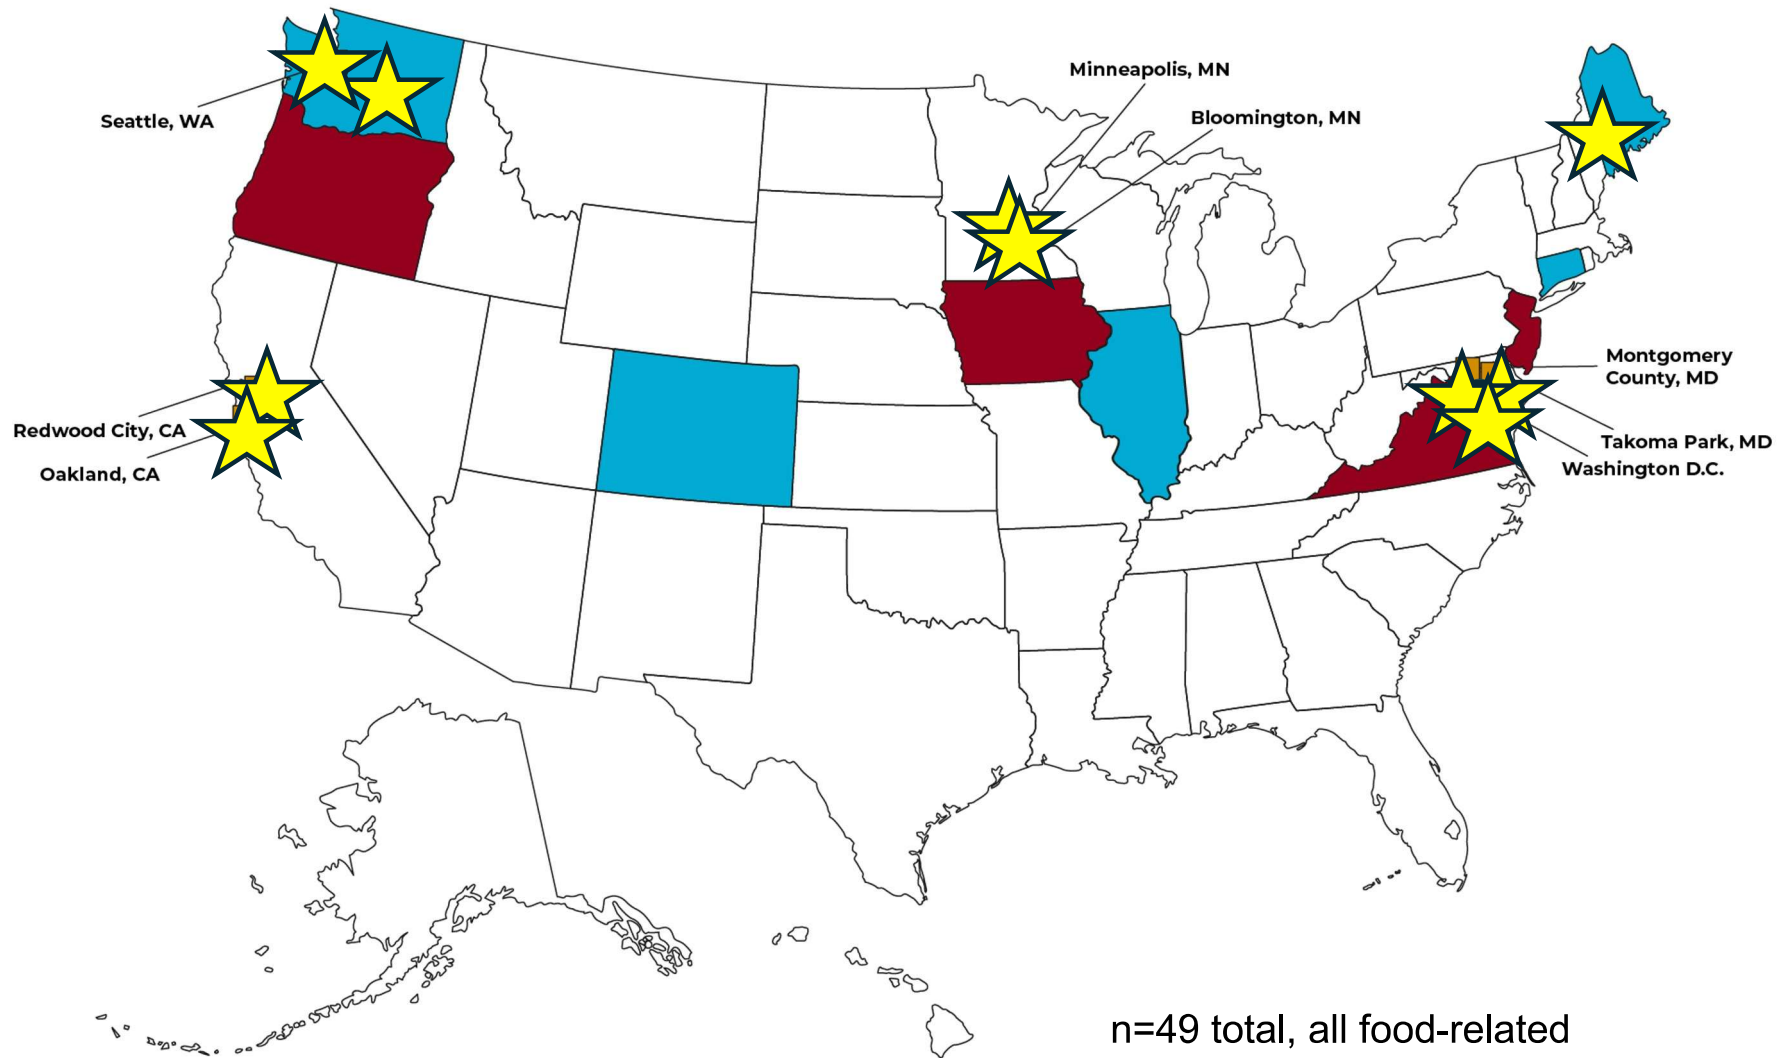 Minneapolis, MN
Bloomington, MN
Seattle, WA
Montgomery
County, MD
Redwood City, CA
Takoma Park, MD
Oakland, CA
Washington D.C.
n=49 total, all food-related